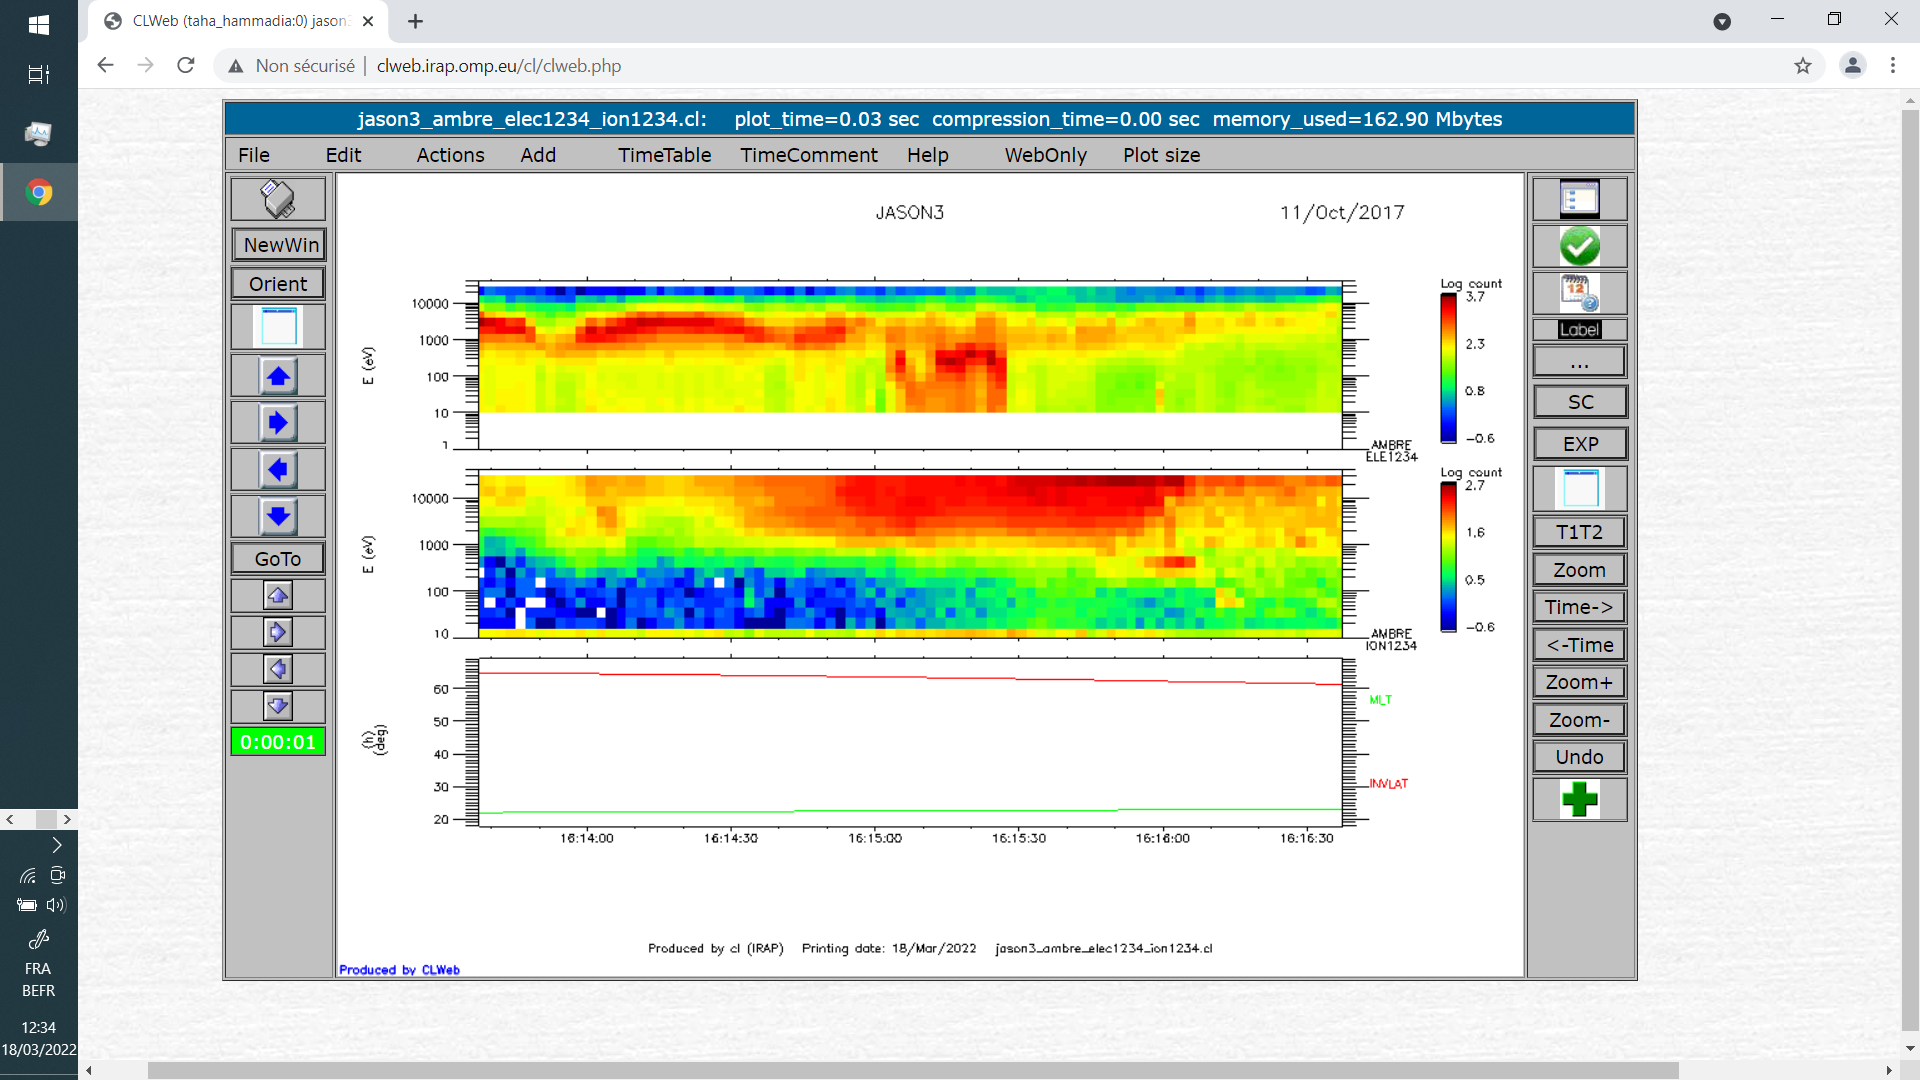 CLWeb (taha_hammadia:0) jason3
Non sécurisé | clweb.irap.omp.eu/cl/clweb.php
jason3_ambre_elec1234_ion1234.cl: plot_time=0.03 sec compression_time=0.00 sec memory_used=162.90 Mbytes
File Edit Actions Add TimeTable TimeComment Help WebOnly Plot size
NewWin
Orient
GoTo
0:00:01
JASON3 11/Oct/2017
Log count
3.7
2.3
0.8
-0.6
10000
1000
100
10
1
E (eV)
AMBRE
ELE1234
Log count
2.7
1.6
0.5
-0.6
10000
1000
100
10
E (eV)
AMBRE
ION1234
60
50
40
30
20
(h)
(deg)
MLT
INVLAT
16:14:00 16:14:30 16:15:00 16:15:30 16:16:00 16:16:30
Produced by cl (IRAP) Printing date: 18/Mar/2022 jason3_ambre_elec1234_ion1234.cl
Produced by CLWeb
12
Label
...
SC
EXP
T1T2
Zoom
Time->
<-Time
Zoom+
Zoom-
Undo
FRA
BEFR
12:34
18/03/2022